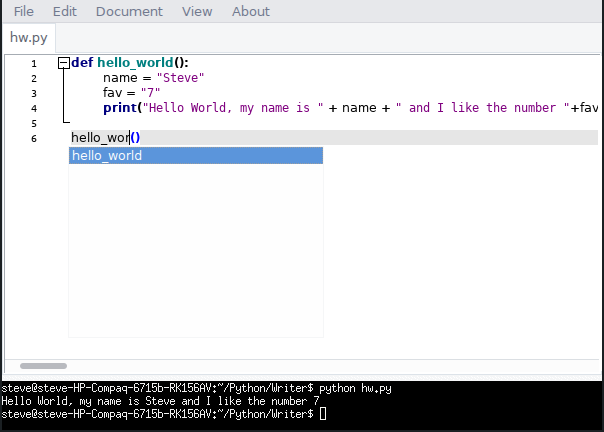 File Edit Document View About
hw.py
1 def hello_world():
2 name = "Steve"
3 fav = "7"
4 print("Hello World, my name is " + name + " and I like the number "+fav
5
6 hello_wor()
hello_world
steve@steve-HP-Compaq-6715b-RK156AV:~/Python/Writer$ python hw.py
Hello World, my name is Steve and I like the number 7
steve@steve-HP-Compaq-6715b-RK156AV:~/Python/Writer$